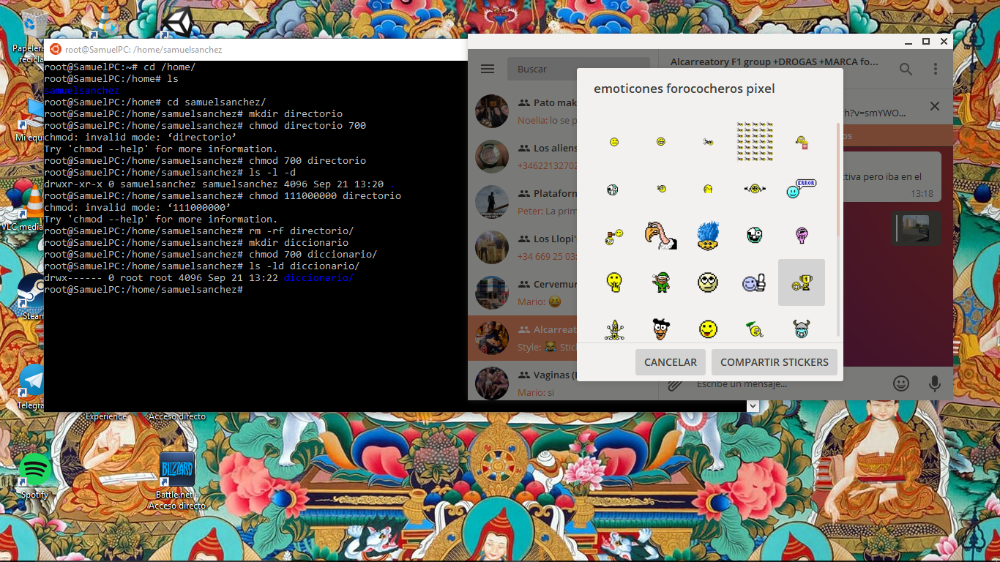 Papelera
recicla
Mi equ
VLC media
Steam
Telegra
Experience
Acceso directo
Spotify
BLIZZARD
Battle.net -
Acceso directo
root@SamuelPC: /home/samuelsanchez
root@SamuelPC:~# cd /home/
root@SamuelPC:/home# ls
samuelsanchez
root@SamuelPC:/home# cd samuelsanchez/
root@SamuelPC:/home/samuelsanchez# mkdir directorio
root@SamuelPC:/home/samuelsanchez# chmod directorio 700
chmod: invalid mode: ‘directorio’
Try 'chmod --help' for more information.
root@SamuelPC:/home/samuelsanchez# chmod 700 directorio
root@SamuelPC:/home/samuelsanchez# ls -l -d
drwxr-xr-x 0 samuelsanchez samuelsanchez 4096 Sep 21 13:20 .
root@SamuelPC:/home/samuelsanchez# chmod 111000000 directorio
chmod: invalid mode: ‘111000000’
Try 'chmod --help' for more information.
root@SamuelPC:/home/samuelsanchez# rm -rf directorio/
root@SamuelPC:/home/samuelsanchez# mkdir diccionario
root@SamuelPC:/home/samuelsanchez# chmod 700 diccionario/
root@SamuelPC:/home/samuelsanchez# ls -ld diccionario/
drwx------ 0 root root 4096 Sep 21 13:22 diccionario/
root@SamuelPC:/home/samuelsanchez#
Buscar
Pato mak
Noelia: lo se p
Los aliens
+34622132702
Plataform
Peter: La prim
Los Llopi'
+34 669 25 03
Cervemur
Mario:
Alcarreat
Style: Stic
Vaginas (
Mario: si
Alcarreatory F1 group +DROGAS +MARCA fo...
ch?v=smYWO...
os
ctiva pero iba en el
13:18
Escribe un mensaje...
emoticones forococheros pixel
ERROR
CANCELAR
COMPARTIR STICKERS